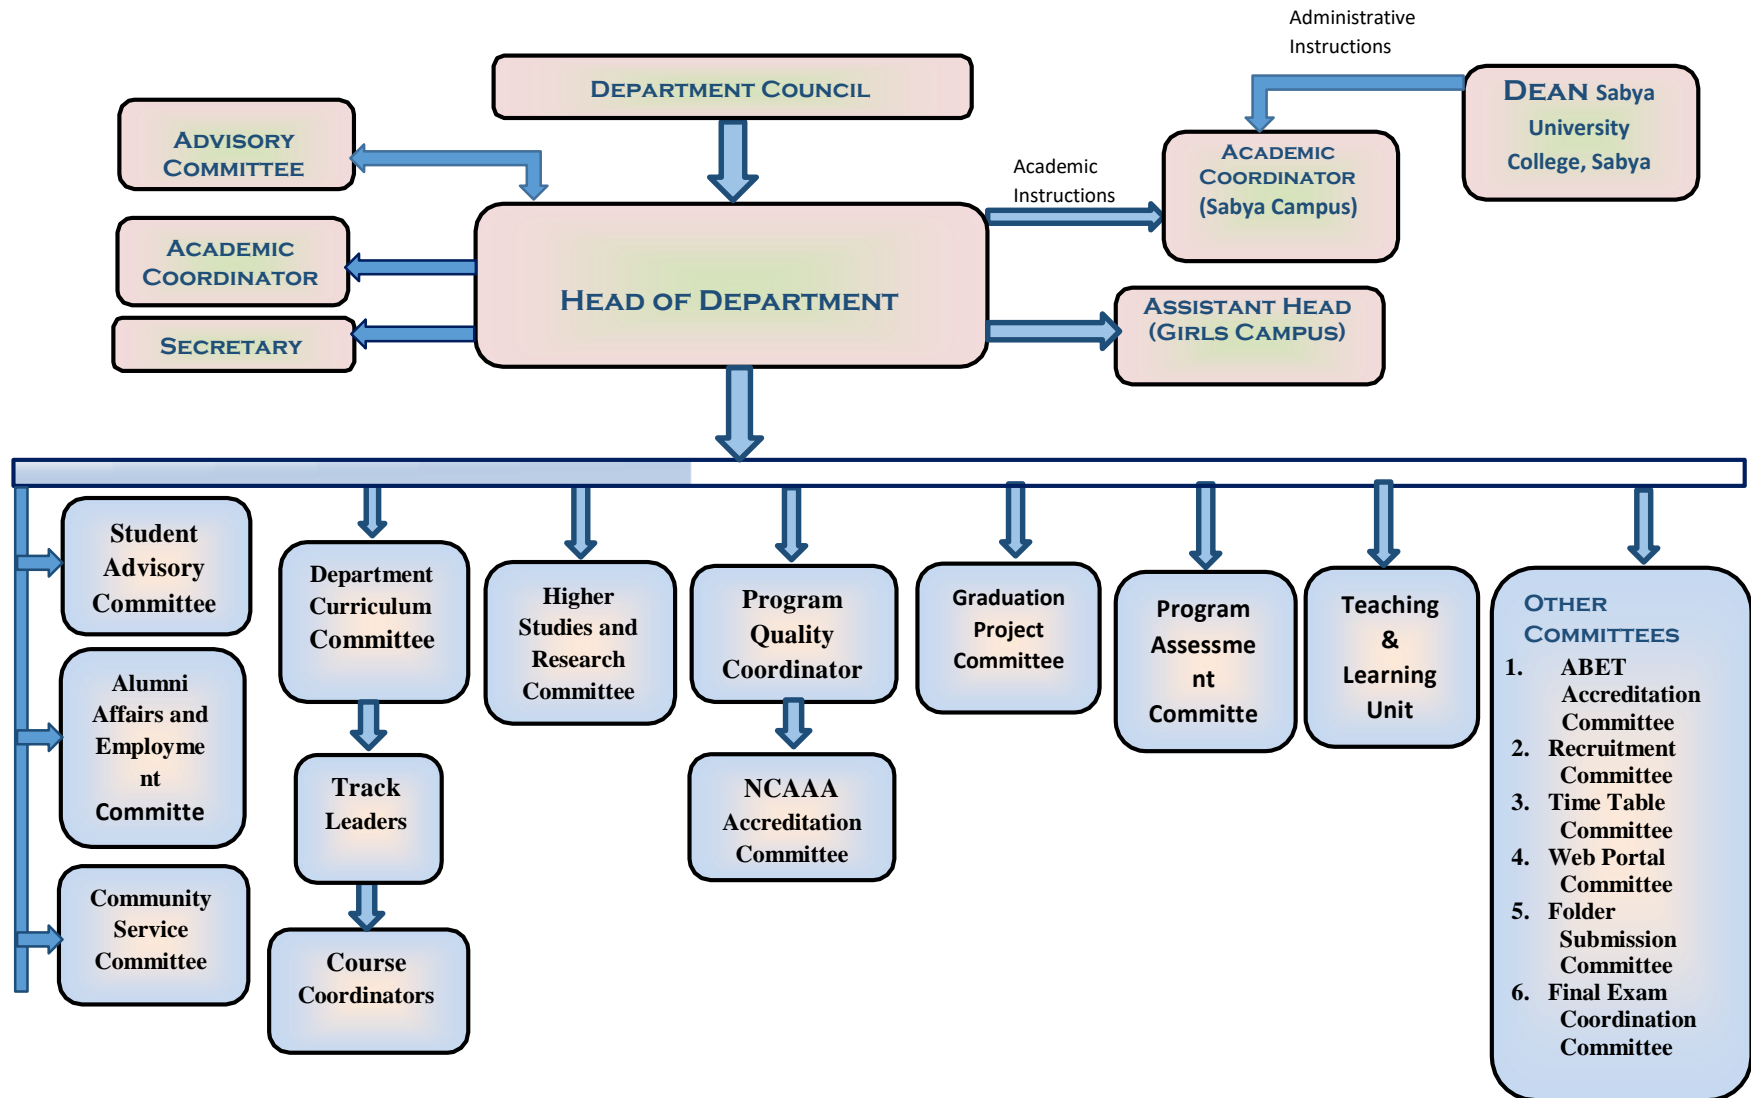 Administrative
Instructions
DEPARTMENT COUNCIL
DEAN Sabya
University
College, Sabya
ADVISORY
COMMITTEE
ACADEMIC
COORDINATOR
(Sabya Campus)
Academic
Instructions
ACADEMIC
COORDINATOR
HEAD OF DEPARTMENT
ASSISTANT HEAD
(GIRLS CAMPUS)
SECRETARY
Student
Advisory
Committee
Alumni
Affairs and
Employme
nt
Committe
Community
Service
Committee
Department
Curriculum
Committee
Track
Leaders
Course
Coordinators
Higher
Studies and
Research
Committee
Program
Quality
Coordinator
NCAAA
Accreditation
Committee
Graduation
Project
Committee
Program
Assessme
nt
Committe
Teaching
&
Learning
Unit
OTHER
COMMITTEES
1. ABET
Accreditation
Committee
2. Recruitment
Committee
3. Time Table
Committee
4. Web Portal
Committee
5. Folder
Submission
Committee
6. Final Exam
Coordination
Committee